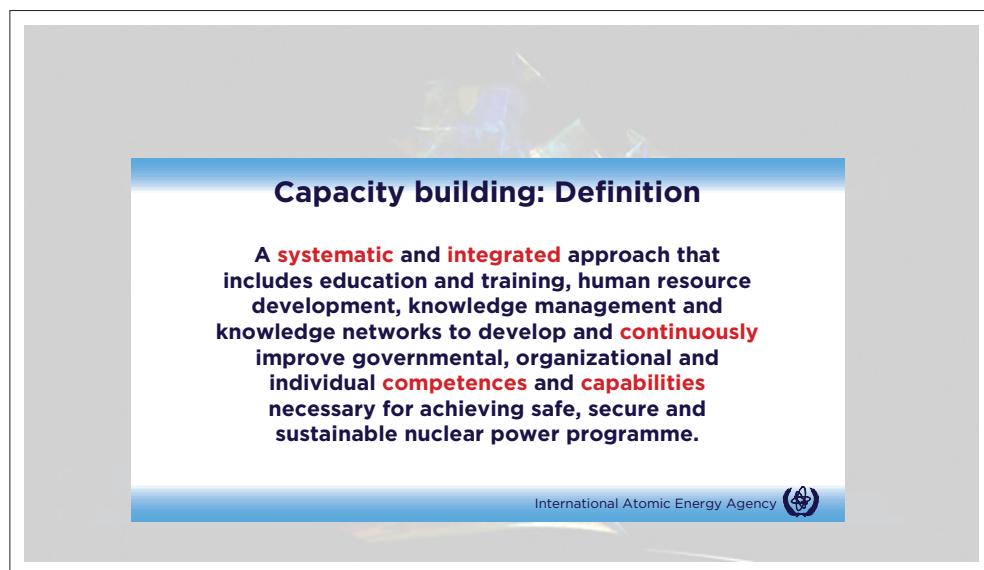 Capacity building: Definition
A systematic and integrated approach that
includes education and training, human resource
development, knowledge management and
knowledge networks to develop and continuously
improve governmental, organizational and
individual competences and capabilities
necessary for achieving safe, secure and
sustainable nuclear power programme.
International Atomic Energy Agency